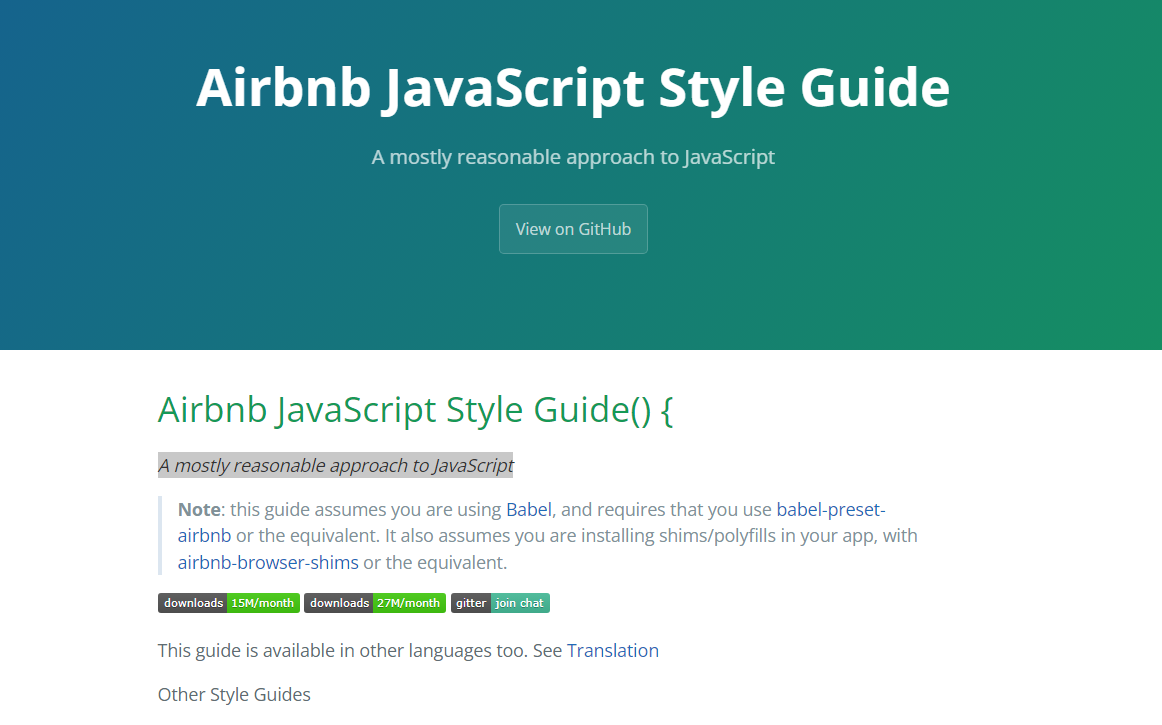 Airbnb JavaScript Style Guide
A mostly reasonable approach to JavaScript
View on GitHub
Airbnb JavaScript Style Guide() {
A mostly reasonable approach to JavaScript
Note: this guide assumes you are using Babel, and requires that you use babel-preset-
airbnb or the equivalent. It also assumes you are installing shims/polyfills in your app, with
airbnb-browser-shims or the equivalent.
downloads 15M/month downloads 27M/month gitter join chat
This guide is available in other languages too. See Translation
Other Style Guides